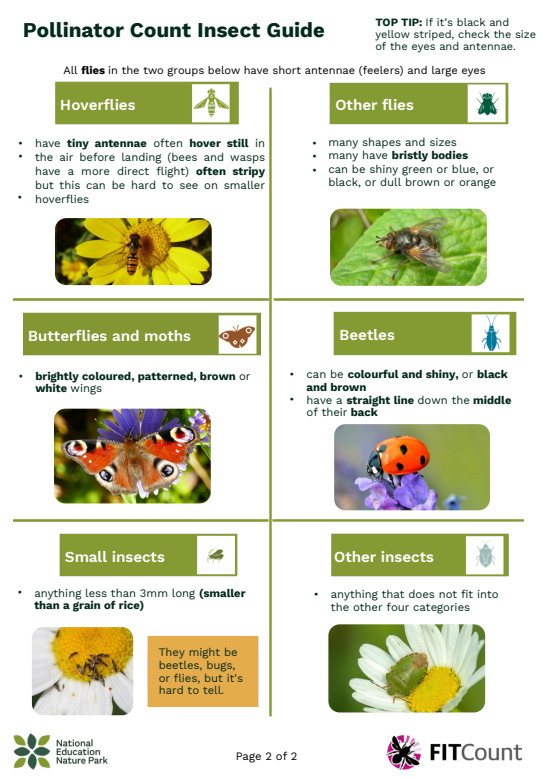 Pollinator Count Insect Guide
TOP TIP: If it's black and
yellow striped, check the size
of the eyes and antennae.
All flies in the two groups below have short antennae (feelers) and large eyes
Hoverflies
• have tiny antennae often hover still in
• the air before landing (bees and wasps
have a more direct flight) often stripy
but this can be hard to see on smaller
• hoverflies
Other flies
• many shapes and sizes
• many have bristly bodies
• can be shiny green or blue, or
black, or dull brown or orange
Butterflies and moths
• brightly coloured, patterned, brown or
white wings
Beetles
• can be colourful and shiny, or black
and brown
• have a straight line down the middle
of their back
Small insects
• anything less than 3mm long (smaller
than a grain of rice)
They might be
beetles, bugs,
or flies, but it's
hard to tell.
Other insects
• anything that does not fit into
the other four categories
National
Education
Nature Park
Page 2 of 2
FITCount